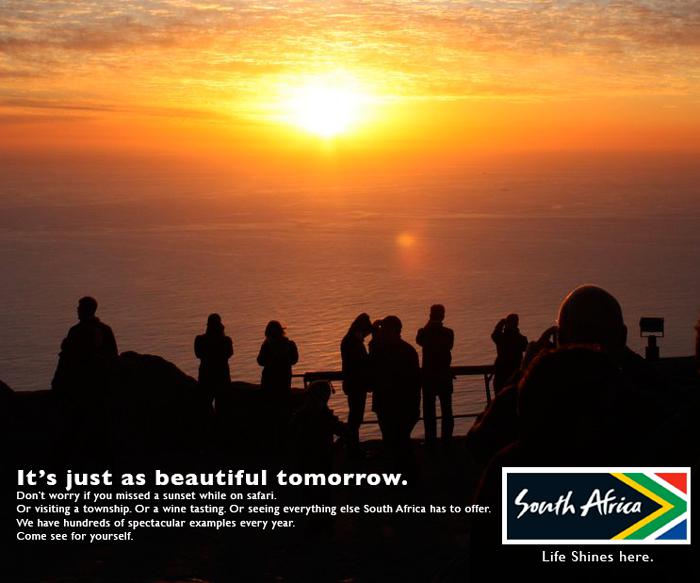 It's just as beautiful tomorrow.
Don't worry if you missed a sunset while on safari.
Or visiting a township. Or a wine tasting. Or seeing everything else South Africa has to offer.
We have hundreds of spectacular examples every year.
Come see for yourself.
South Africa
Life Shines here.